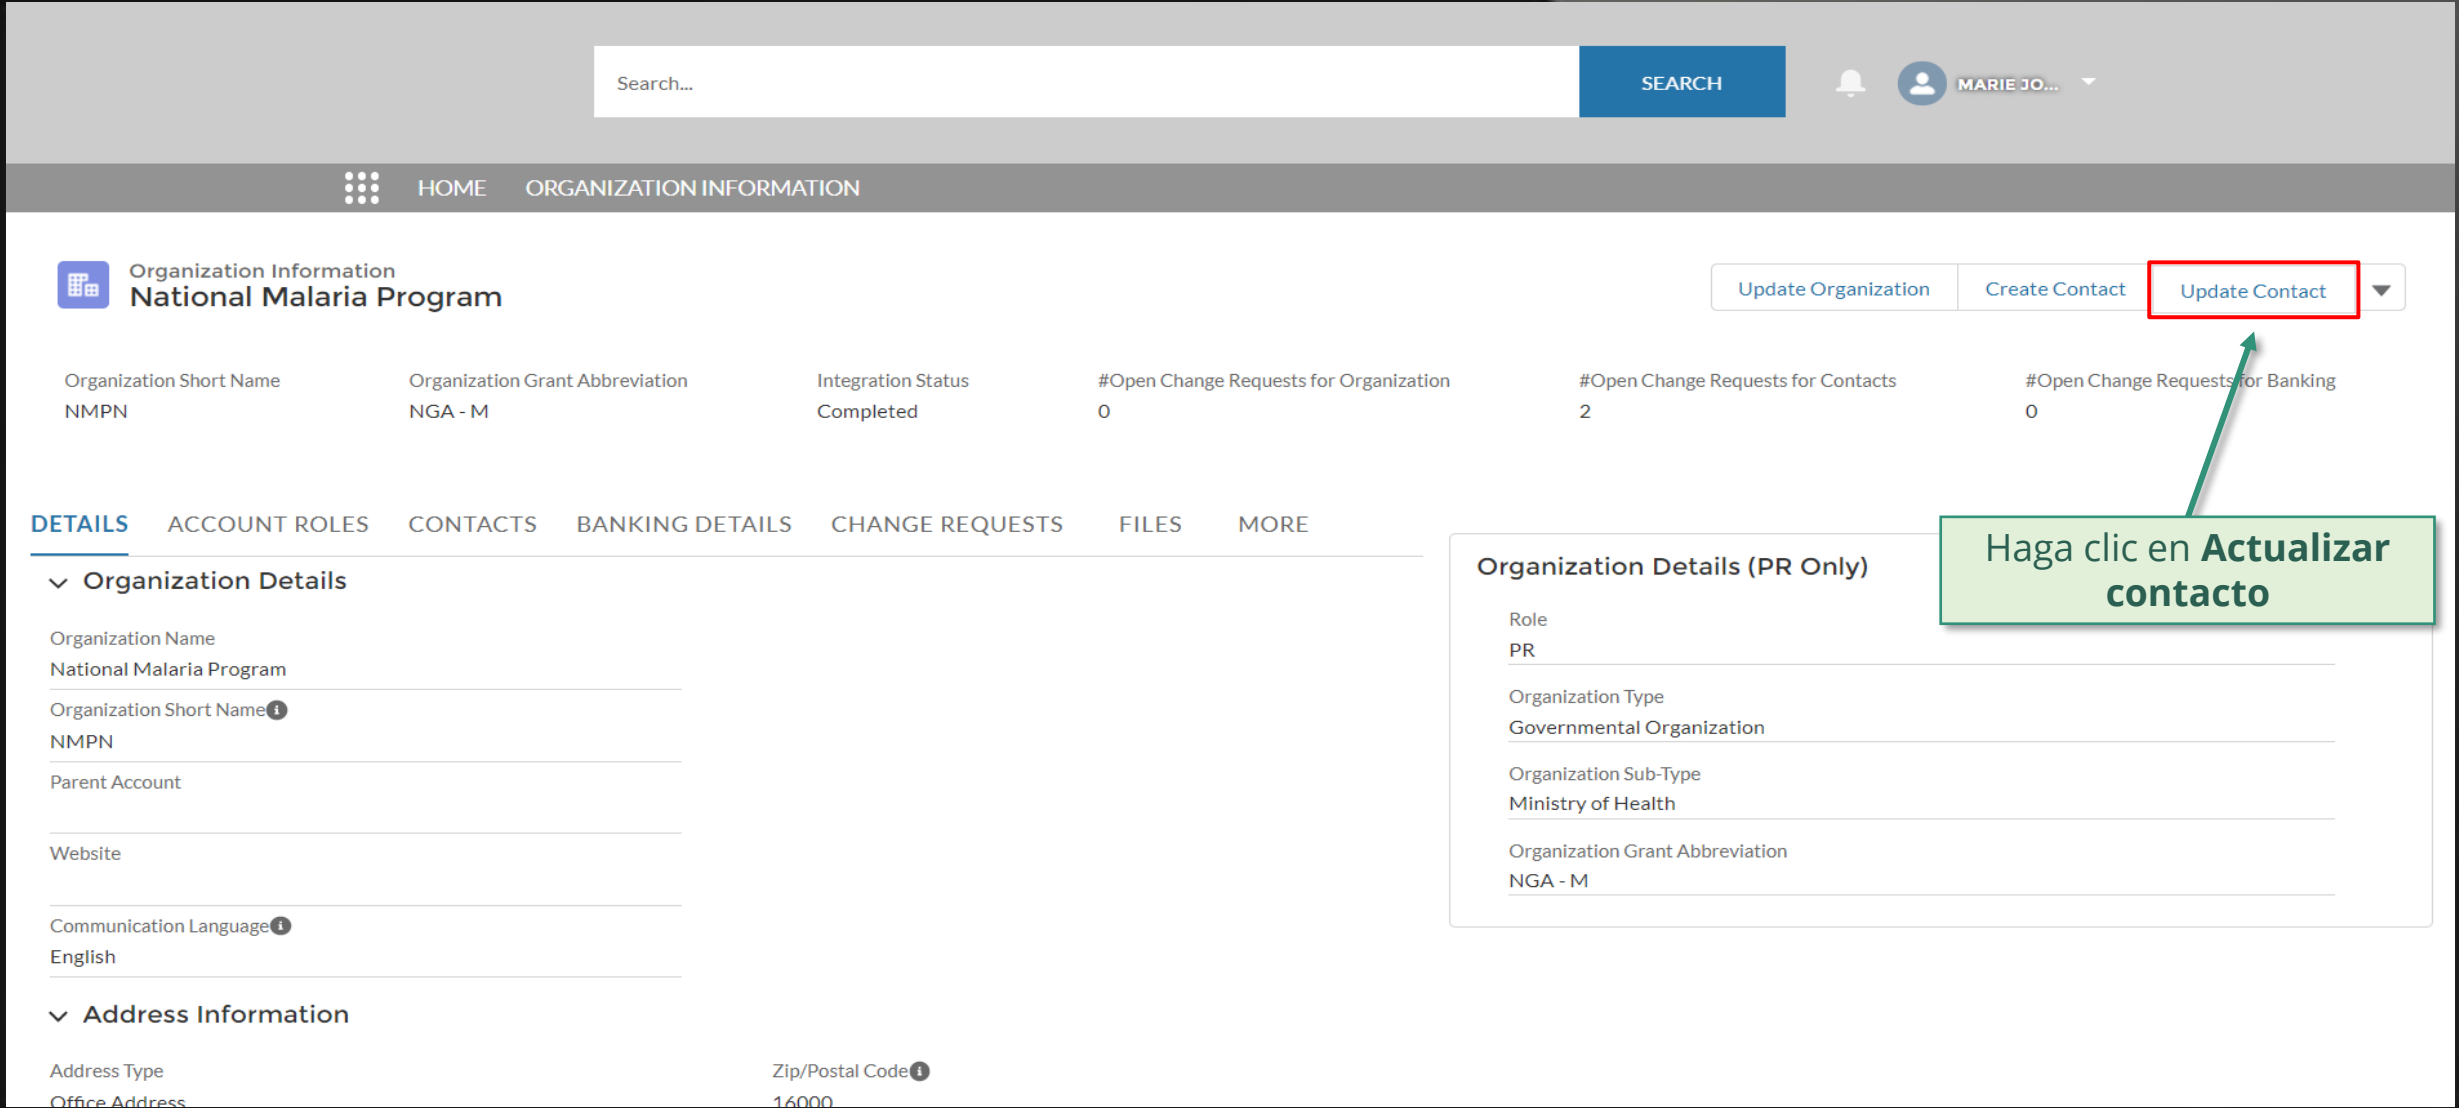 Search...
SEARCH
MARIE JO...
HOME
ORGANIZATION INFORMATION
Organization Information
National Malaria Program
Update Organization
Create Contact
Update Contact
Organization Short Name
NMPN
Organization Grant Abbreviation
NGA - M
Integration Status
Completed
#Open Change Requests for Organization
0
#Open Change Requests for Contacts
2
#Open Change Requests for Banking
0
DETAILS
ACCOUNT ROLES
CONTACTS
BANKING DETAILS
CHANGE REQUESTS
FILES
MORE
Haga clic en Actualizar
contacto
Organization Details
Organization Name
National Malaria Program
Organization Short Name
NMPN
Parent Account
Website
Communication Language
English
Organization Details (PR Only)
Role
PR
Organization Type
Governmental Organization
Organization Sub-Type
Ministry of Health
Organization Grant Abbreviation
NGA - M
Address Information
Address Type
Office Address
Zip/Postal Code
16000